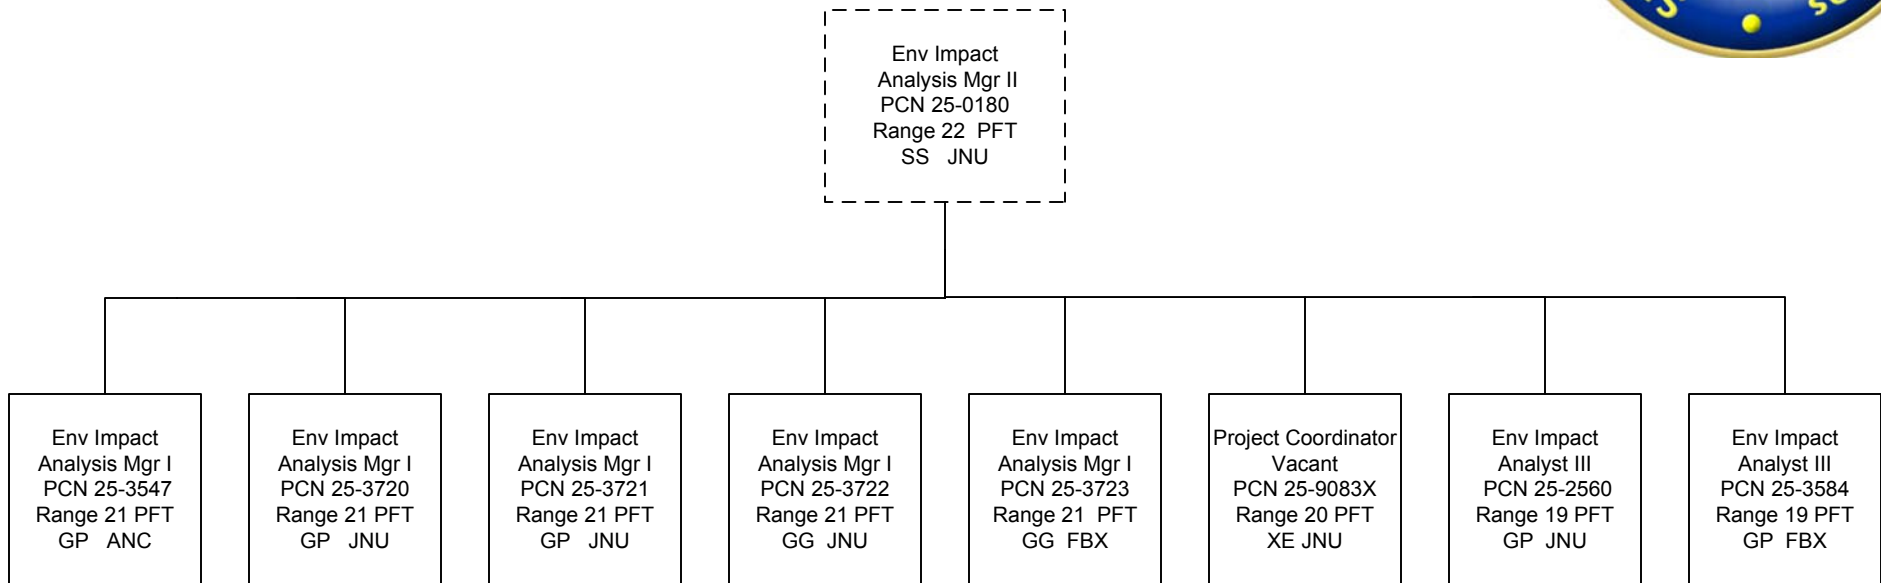 Env Impact
Analysis Mgr II
PCN 25-0180
Range 22 PFT
SS JNU
Env Impact
Analysis Mgr I
PCN 25-3547
Range 21 PFT
GP ANC
Env Impact
Analysis Mgr I
PCN 25-3720
Range 21 PFT
GP JNU
Env Impact
Analysis Mgr I
PCN 25-3721
Range 21 PFT
GP JNU
Env Impact
Analysis Mgr I
PCN 25-3722
Range 21 PFT
GG JNU
Env Impact
Analysis Mgr I
PCN 25-3723
Range 21 PFT
GG FBX
Project Coordinator
Vacant
PCN 25-9083X
Range 20 PFT
XE JNU
Env Impact
Analyst III
PCN 25-2560
Range 19 PFT
GP JNU
Env Impact
Analyst III
PCN 25-3584
Range 19 PFT
GP FBX